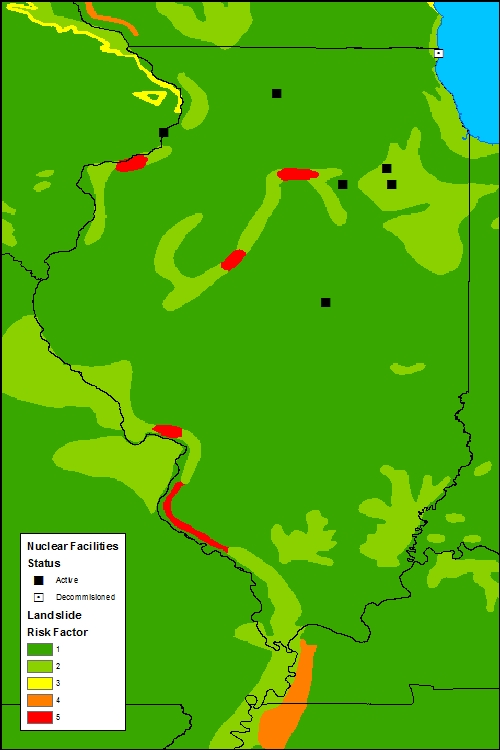 Nuclear Facilities
Status
Active
Decommisioned
Landslide
Risk Factor
1
2
3
4
5